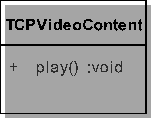 TCPVideoContent
+ play() :void